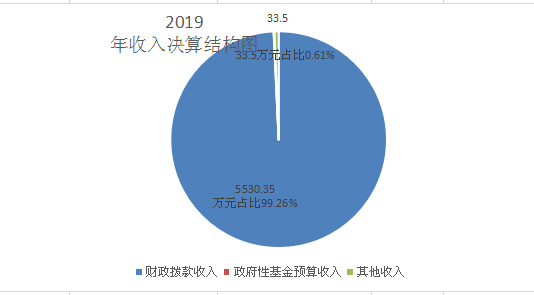 2019
年收入决算结构图
33.5
33.5万元占比0.61%
5530.35
万元占比99.26%
财政拨款收入 政府性基金预算收入 其他收入